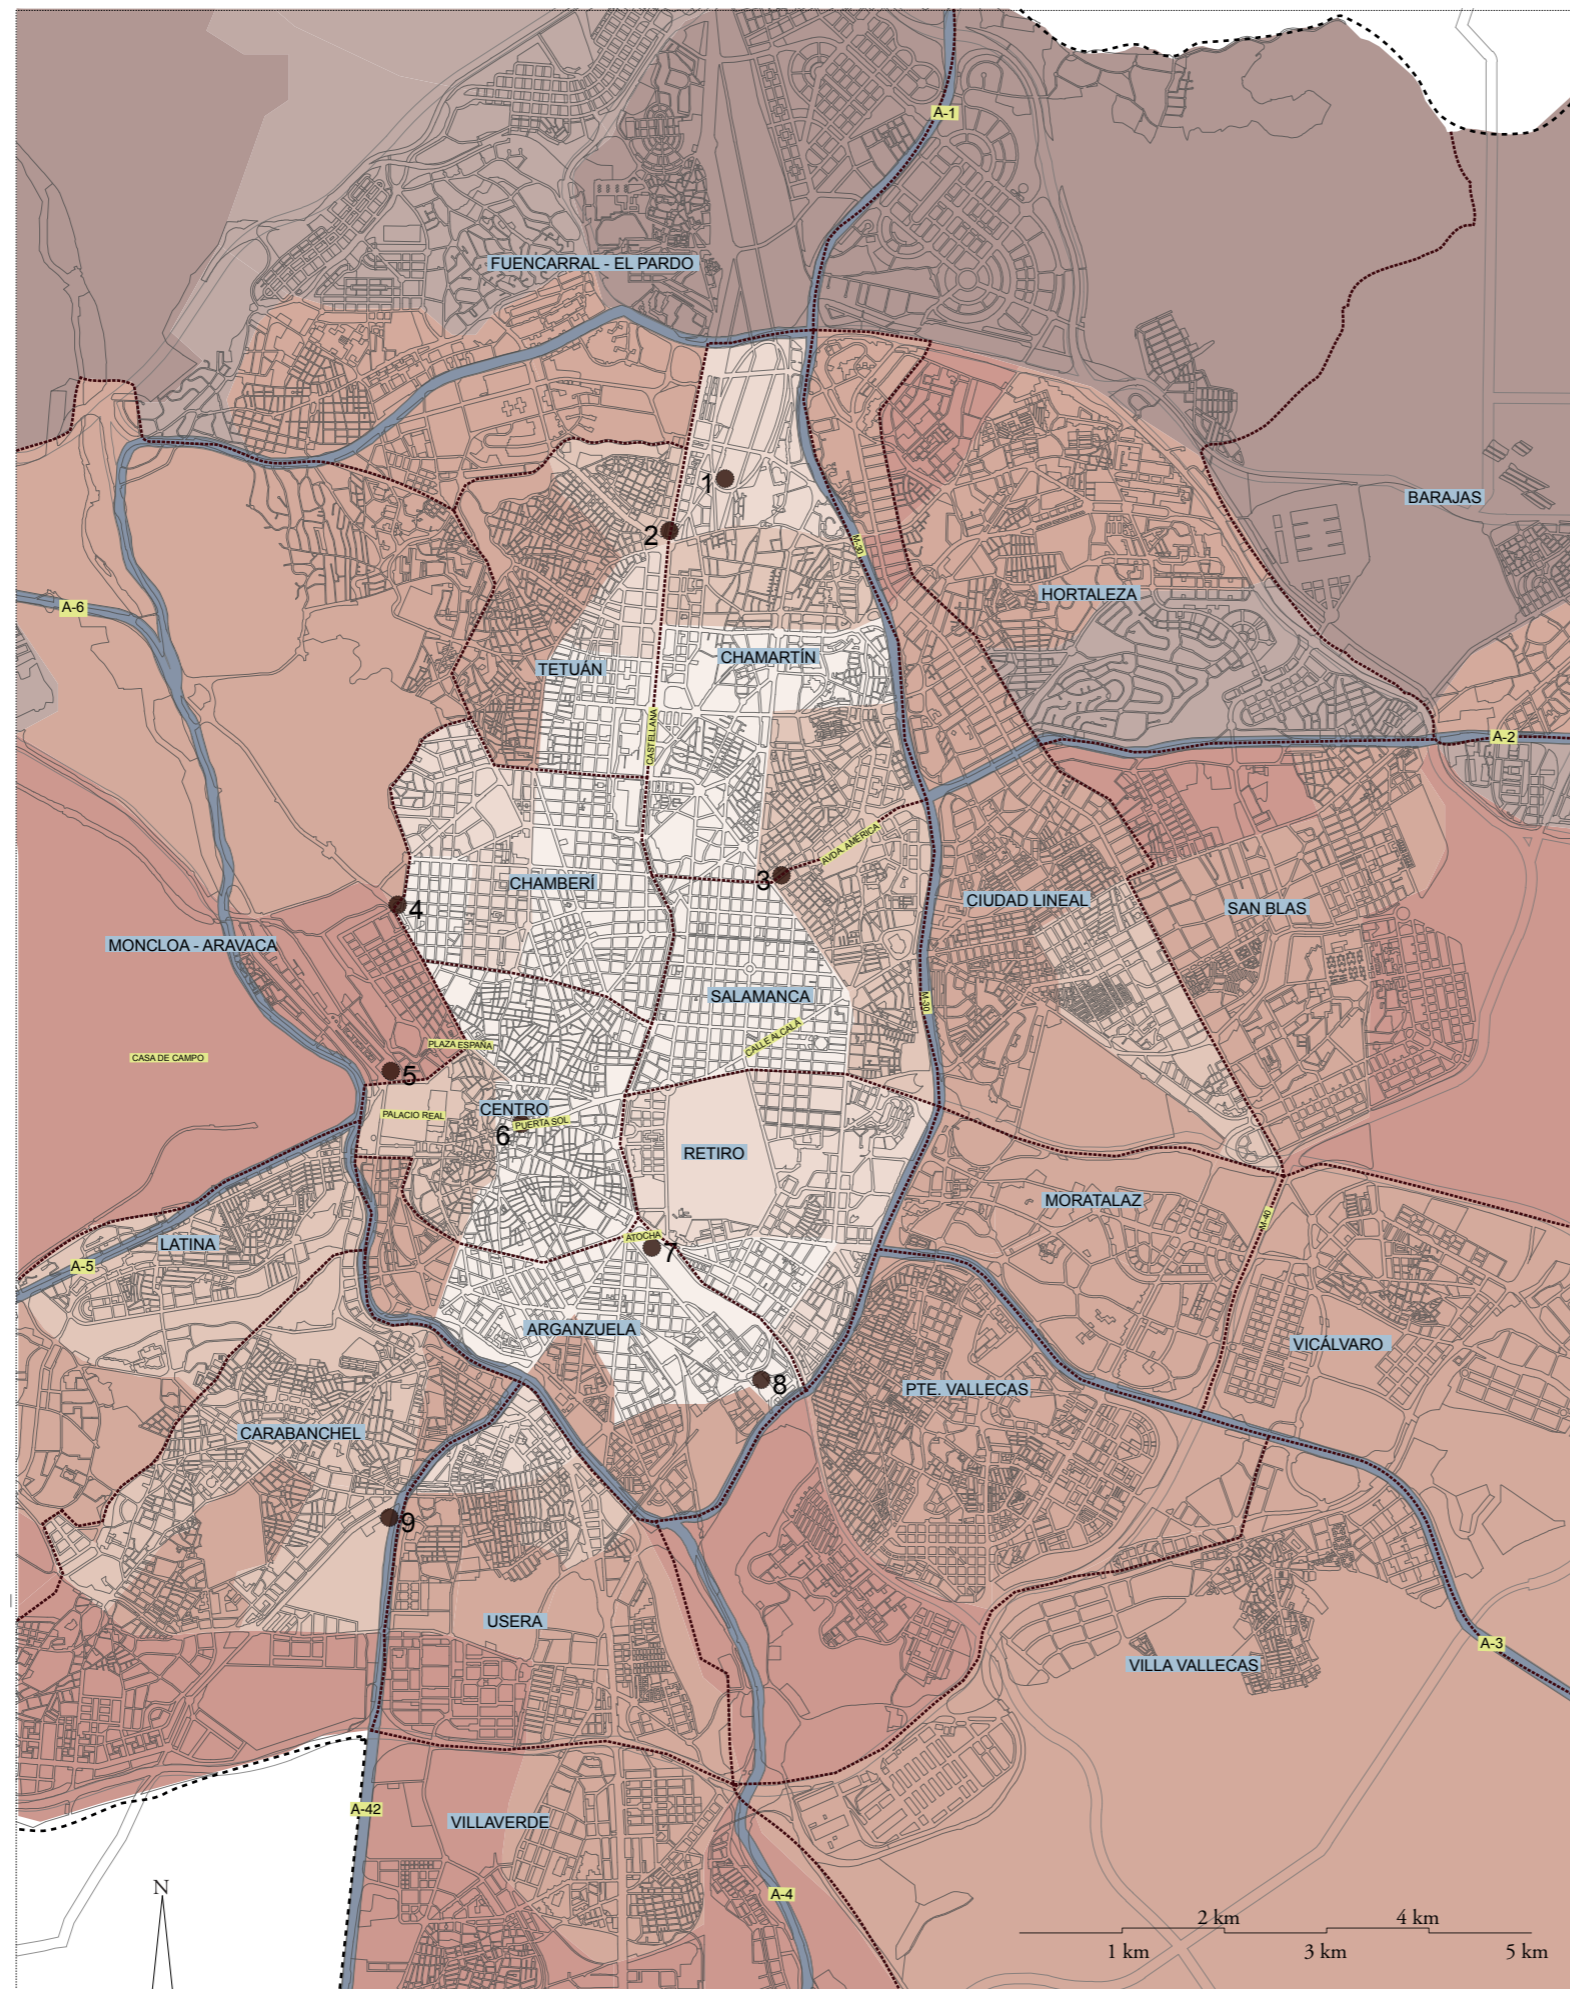 A-1
FUENCARRAL - EL PARDO
1
BARAJAS
2
M-30
HORTALEZA
A-6
TETUÁN
CHAMARTÍN
CASTELLANA
A-2
AVDA. AMÉRICA
3
CHAMBERÍ
CIUDAD LINEAL
SAN BLAS
4
MONCLOA - ARAVACA
SALAMANCA
M-30
CALLE ALCALÁ
PLAZA ESPAÑA
CASA DE CAMPO
5
CENTRO
PALACIO REAL
PUERTA SOL
6
RETIRO
MORATALAZ
M-40
LATINA
ATOCHA
7
A-5
ARGANZUELA
VICÁLVARO
8
PTE. VALLECAS
CARABANCHEL
9
USERA
A-3
VILLA VALLECAS
A-42
VILLAVERDE
N
A-4
2 km
4 km
1 km
3 km
5 km